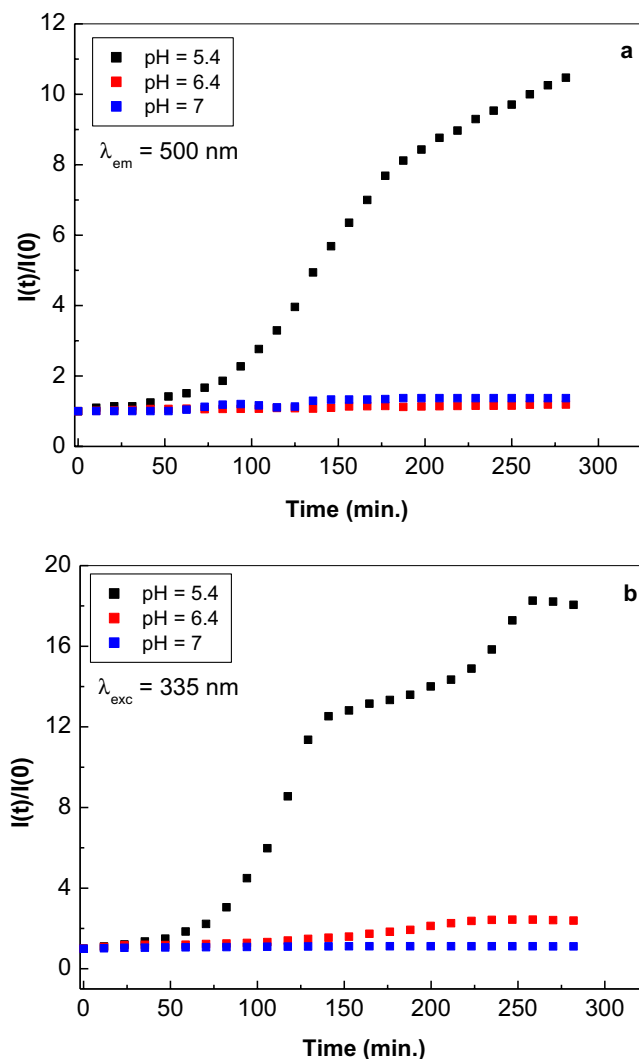 12
a
pH = 5.4
10
pH = 6.4
pH = 7
8
λem = 500 nm
6
I(t)/I(0)
4
2
0
0 50 100 150 200 250 300
Time (min.)
20
b
pH = 5.4
pH = 6.4
16
pH = 7
λexc = 335 nm
12
I(t)/I(0)
8
4
0
0 50 100 150 200 250 300
Time (min.)